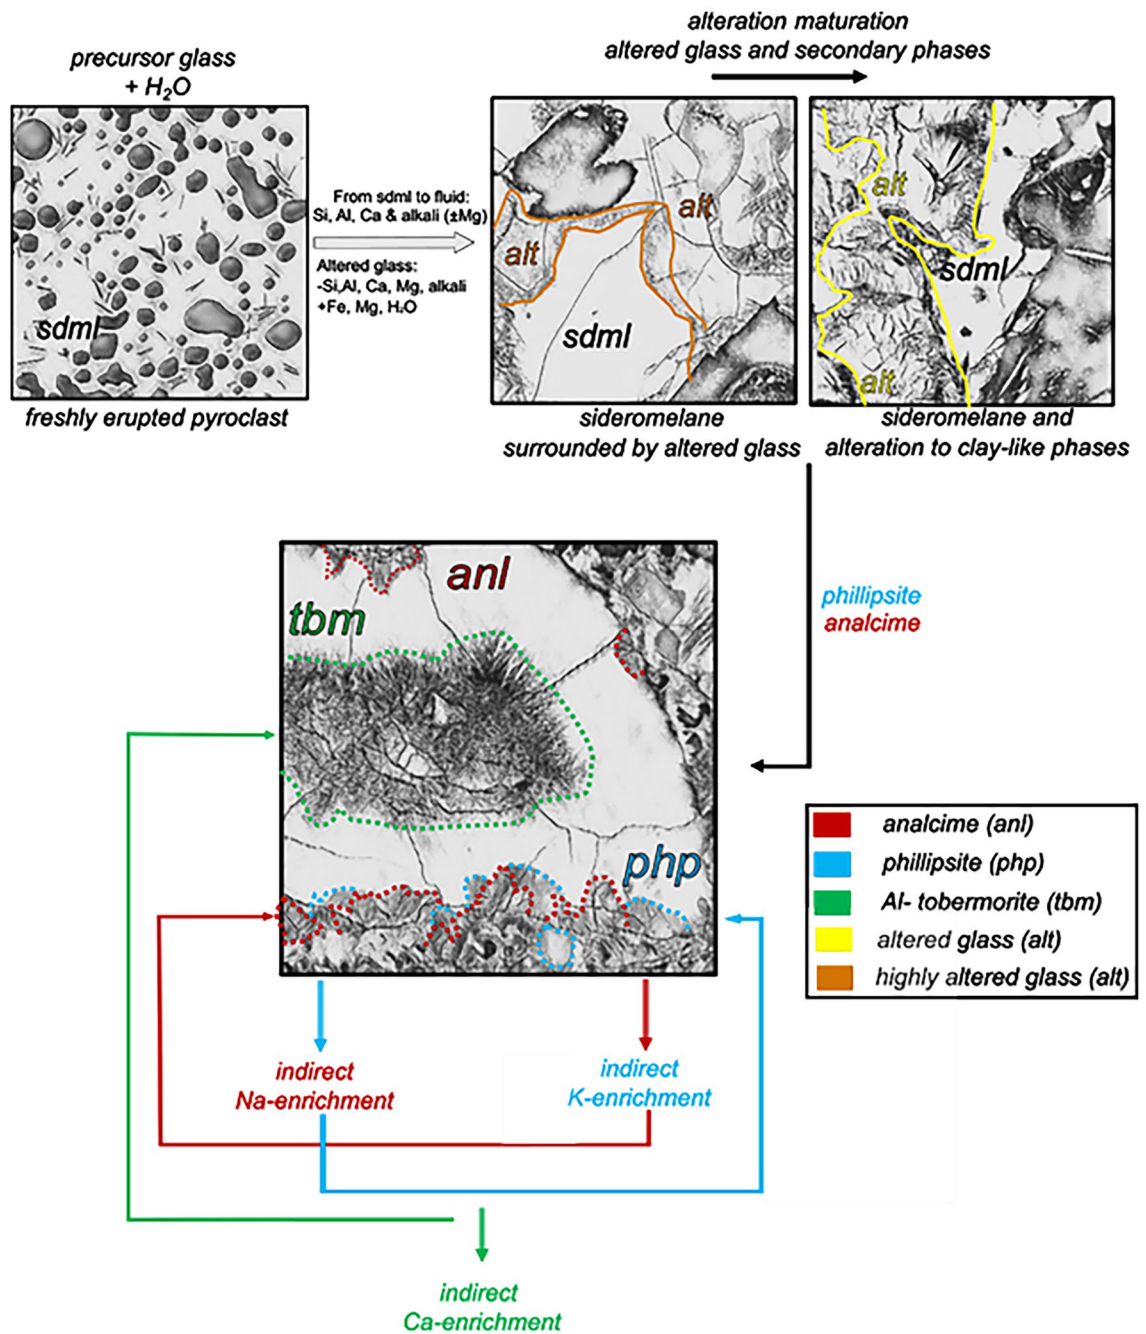 alteration maturation
altered glass and secondary phases
precursor glass
+ H₂O
sdml
freshly erupted pyroclast
From sdml to fluid:
Si, Al, Ca & alkali (±Mg)
Altered glass:
-Si,Al, Ca, Mg, alkali
+Fe, Mg, H₂O
alt
alt
sdml
sideromelane
surrounded by altered glass
alt
sdml
alt
sideromelane and
alteration to clay-like phases
phillipsite
analcime
anl
tbm
php
analcime (anl)
phillipsite (php)
Al- tobermorite (tbm)
altered glass (alt)
highly altered glass (alt)
indirect
Na-enrichment
indirect
K-enrichment
indirect
Ca-enrichment